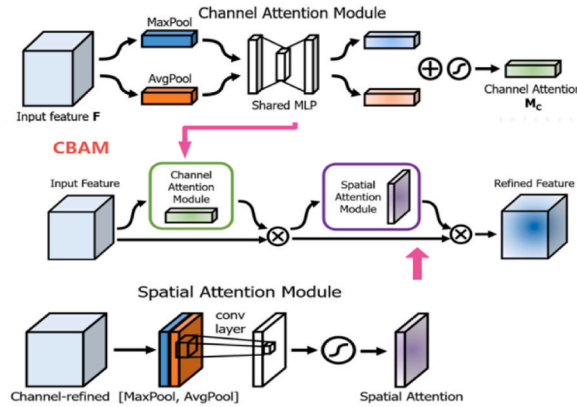 Channel Attention Module
MaxPool
AvgPool
Input feature F
Shared MLP
Channel Attention
Mc
CBAM
Input Feature
Channel
Attention
Module
Spatial
Attention
Module
Refined Feature
Spatial Attention Module
conv
layer
Channel-refined
[MaxPool, AvgPool]
Spatial Attention